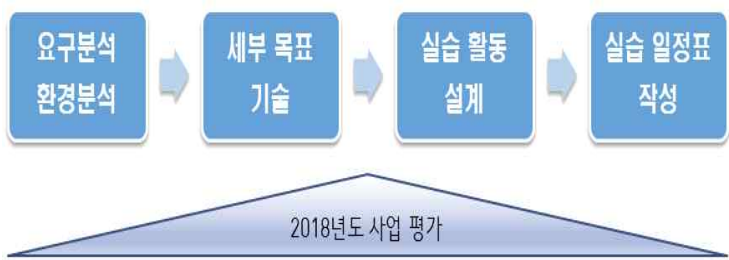 요구분석
환경분석
세부 목표
기술
실습 활동
설계
실습 일정표
작성
2018년도 사업 평가